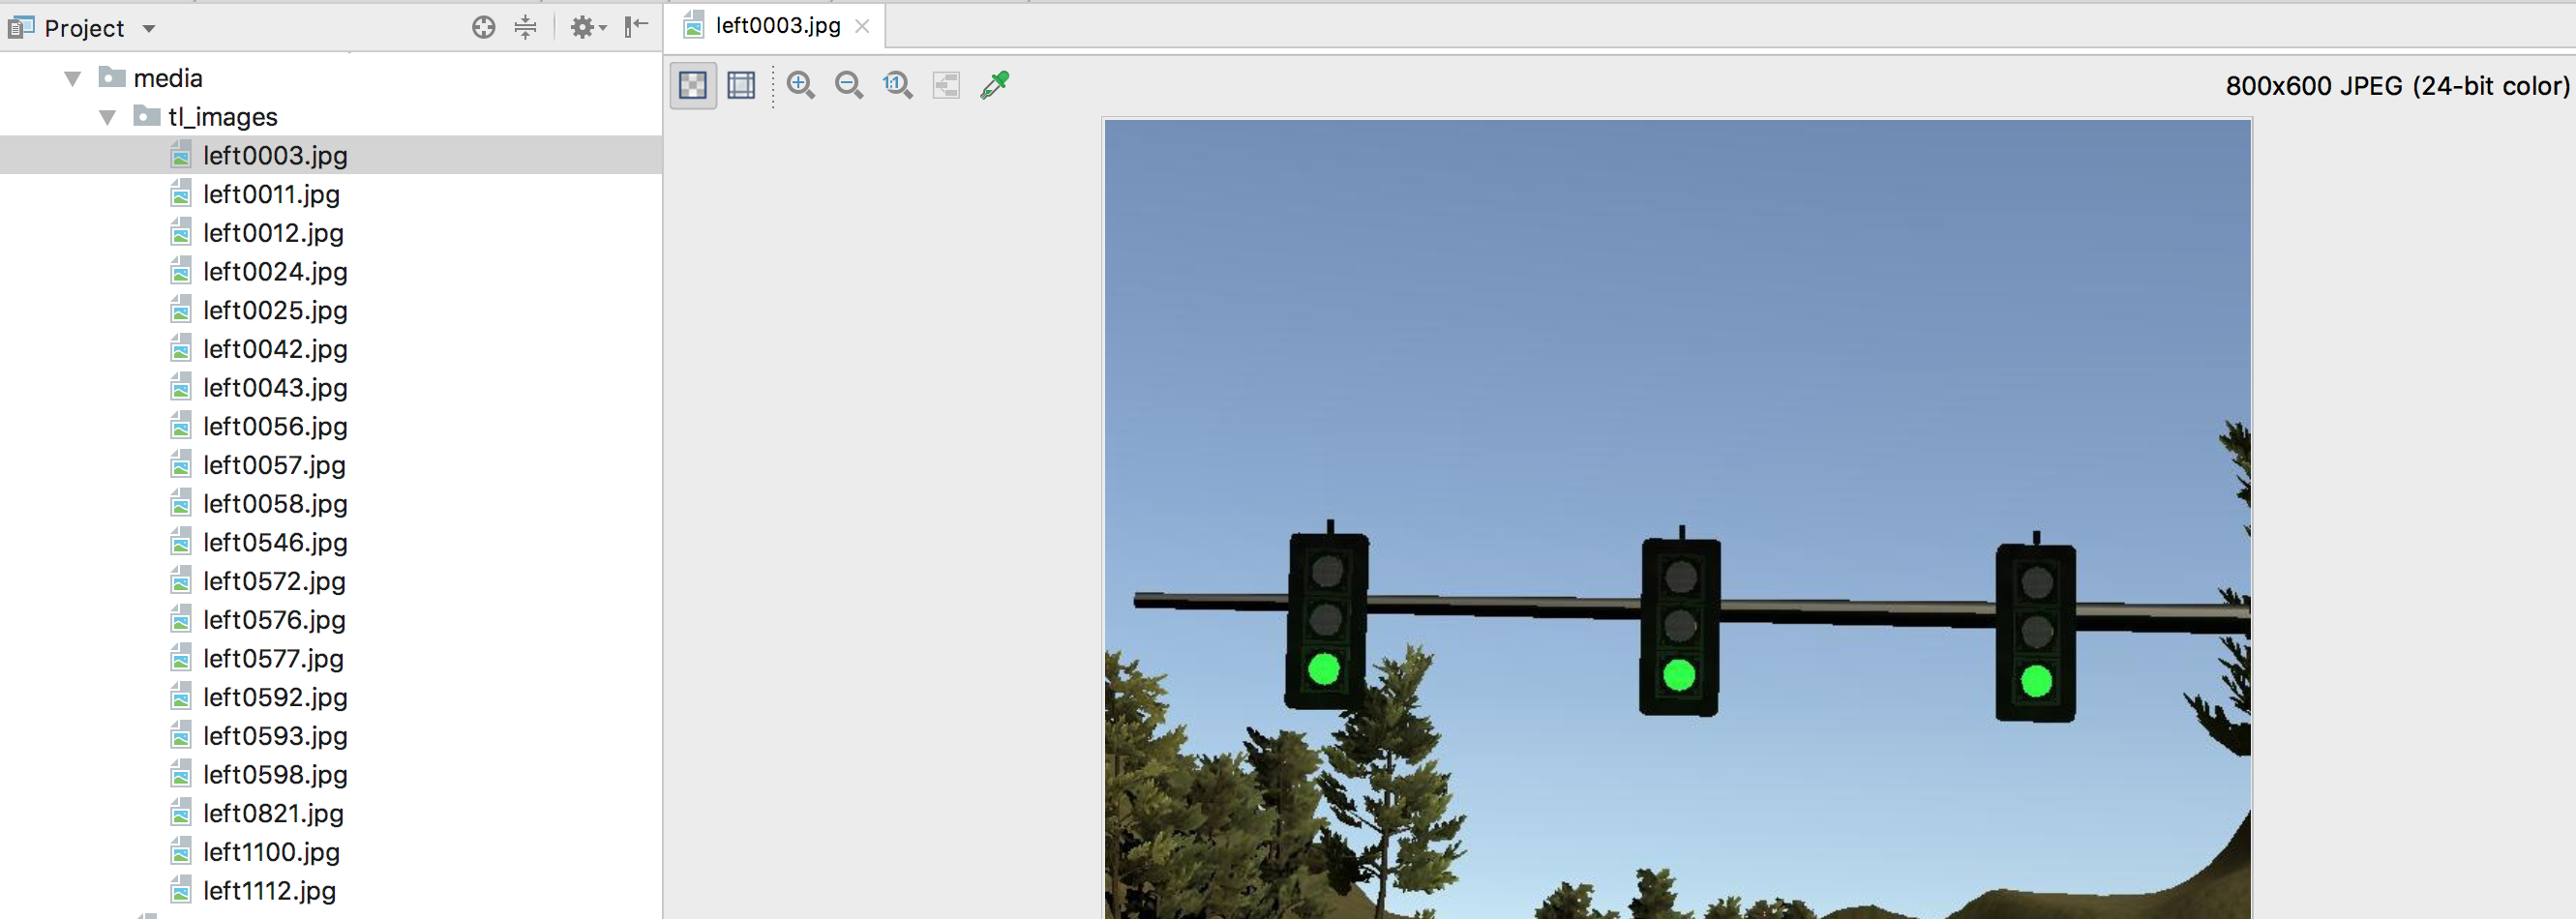 Project
left0003.jpg
800x600 JPEG (24-bit color)
1:1
media
tl_images
left0003.jpg
left0011.jpg
left0012.jpg
left0024.jpg
left0025.jpg
left0042.jpg
left0043.jpg
left0056.jpg
left0057.jpg
left0058.jpg
left0546.jpg
left0572.jpg
left0576.jpg
left0577.jpg
left0592.jpg
left0593.jpg
left0598.jpg
left0821.jpg
left1100.jpg
left1112.jpg